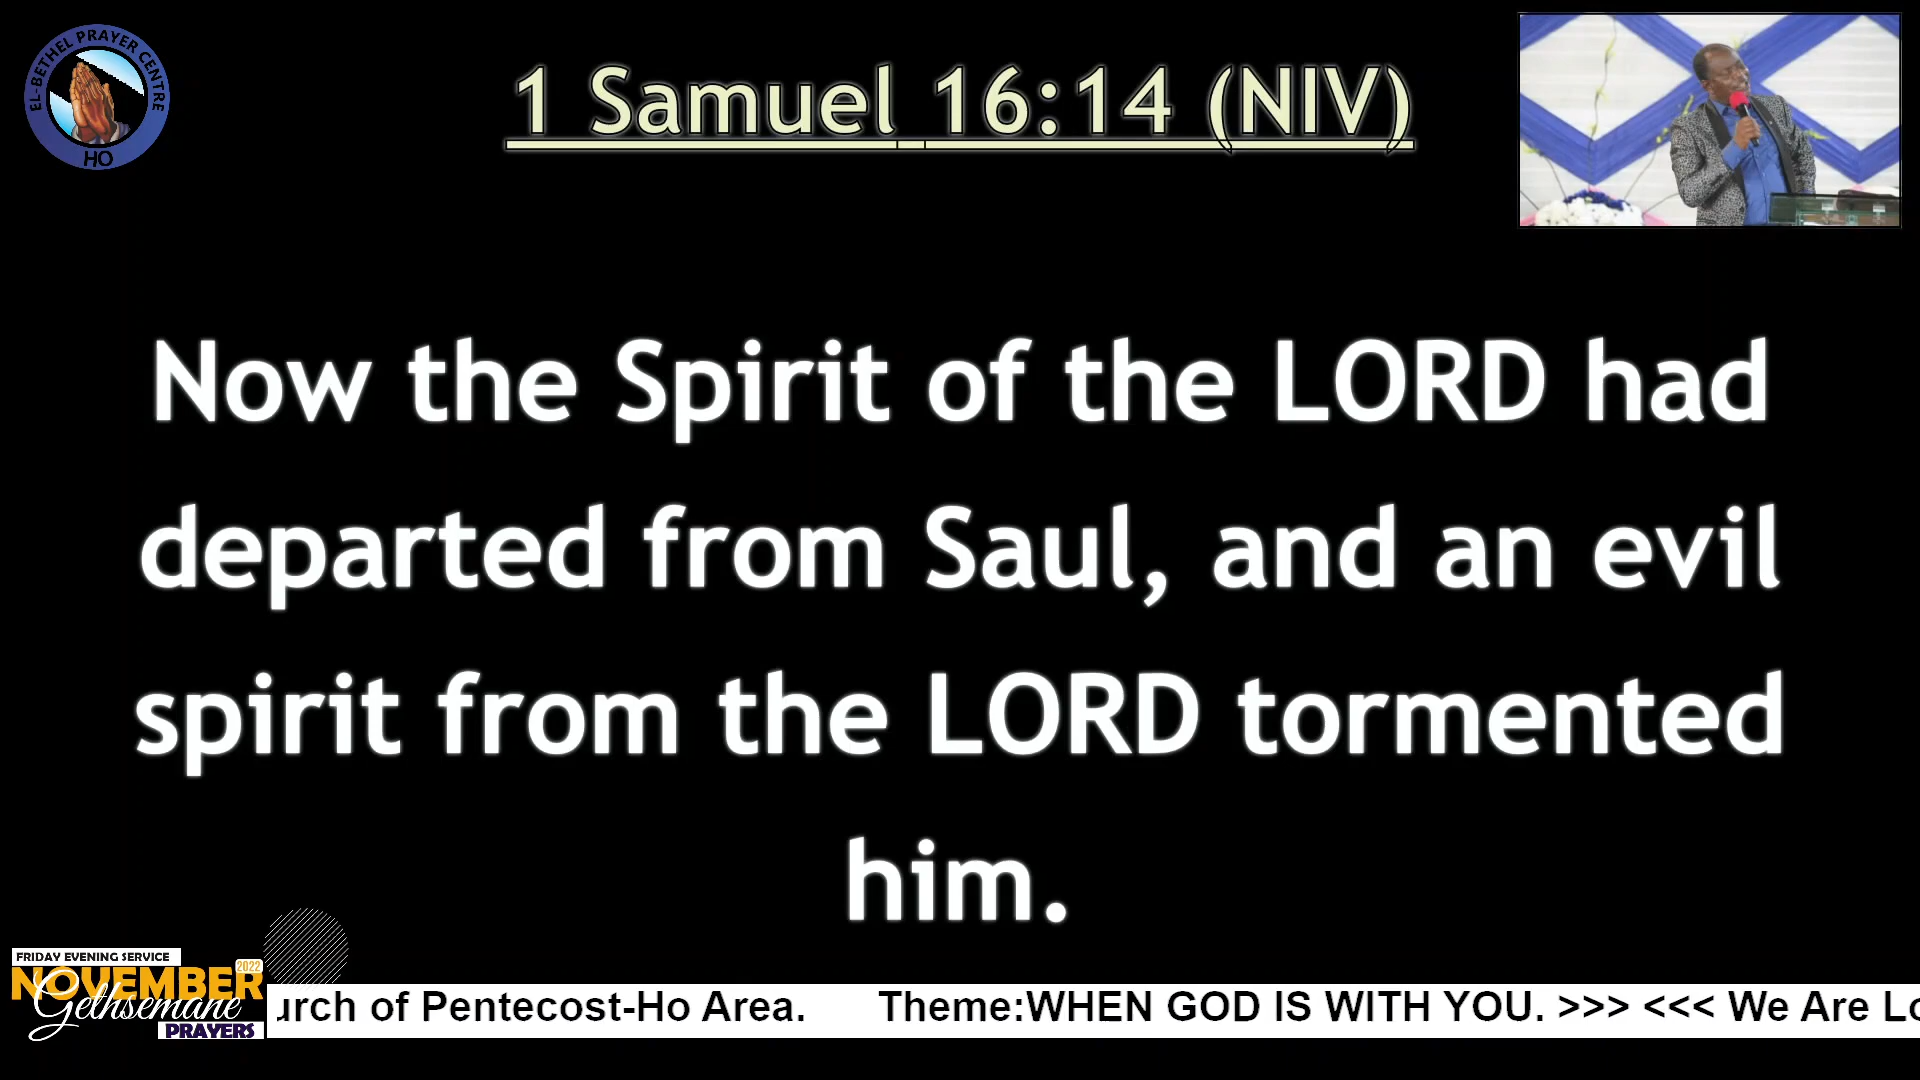 EL-BETHEL PRAYER CENTRE
HO
1 Samuel 16:14 (NIV)
Now the Spirit of the LORD had
departed from Saul, and an evil
spirit from the LORD tormented
him.
FRIDAY EVENING SERVICE
NOVEMBER 2022
Gethsemane
PRAYERS
urch of Pentecost-Ho Area. Theme:WHEN GOD IS WITH YOU. >>> <<< We Are Lo